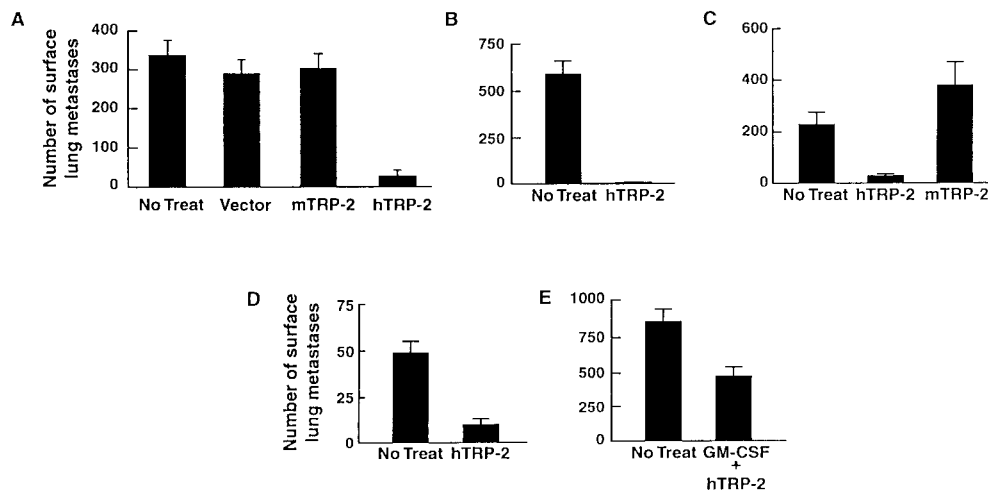 A
Number of surface
lung metastases
400
300
200
100
0
No Treat Vector mTRP-2 hTRP-2
B
750
500
250
0
No Treat hTRP-2
C
600
400
200
0
No Treat hTRP-2 mTRP-2
D
Number of surface
lung metastases
75
50
25
0
No Treat hTRP-2
E
1000
750
500
250
0
No Treat GM-CSF
+
hTRP-2